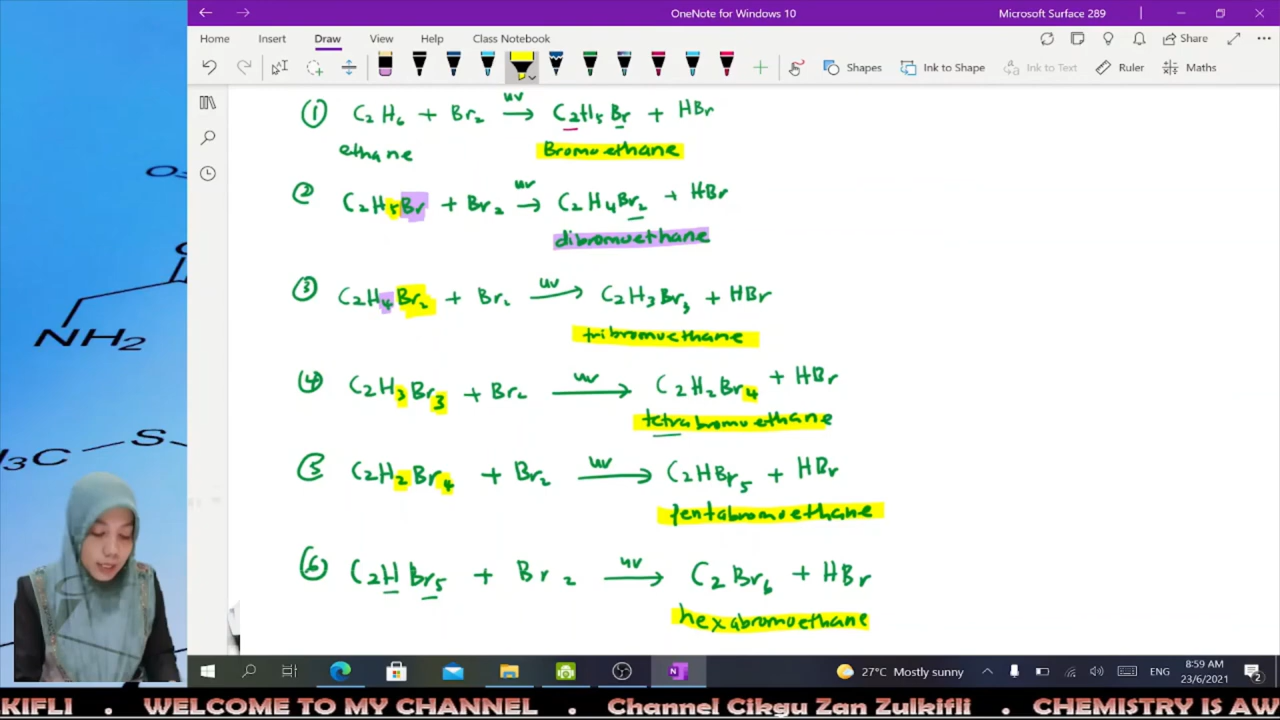 OneNote for Windows 10
Microsoft Surface 289
Home Insert Draw View Help Class Notebook
Share
Shapes Ink to Shape Ink to Text Ruler Maths
① C2H6 + Br2 uv → C2H5Br + HBr
ethane Bromoethane
② C2H5Br + Br2 uv → C2H4Br2 + HBr
dibromoethane
③ C2H4Br2 + Br2 uv → C2H3Br3 + HBr
tribromoethane
④ C2H3Br3 + Br2 uv → C2H2Br4 + HBr
tetrabromoethane
⑤ C2H2Br4 + Br2 uv → C2HBr5 + HBr
pentabromoethane
⑥ C2HBr5 + Br2 uv → C2Br6 + HBr
hexabromoethane
NH2
H3C S
27°C Mostly sunny
ENG
8:59 AM
23/6/2021
2
KIFLI . WELCOME TO MY CHANNEL . Channel Cikgu Zan Zulkifli . CHEMISTRY IS AW